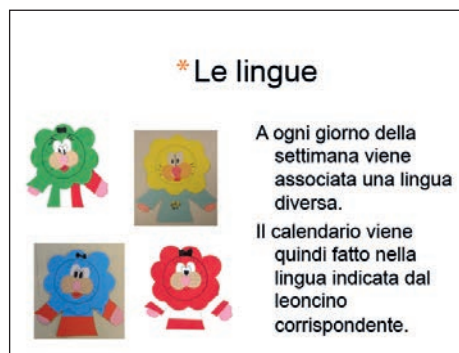 * Le lingue
A ogni giorno della
settimana viene
associata una lingua
diversa.
Il calendario viene
quindi fatto nella
lingua indicata dal
leoncino
corrispondente.